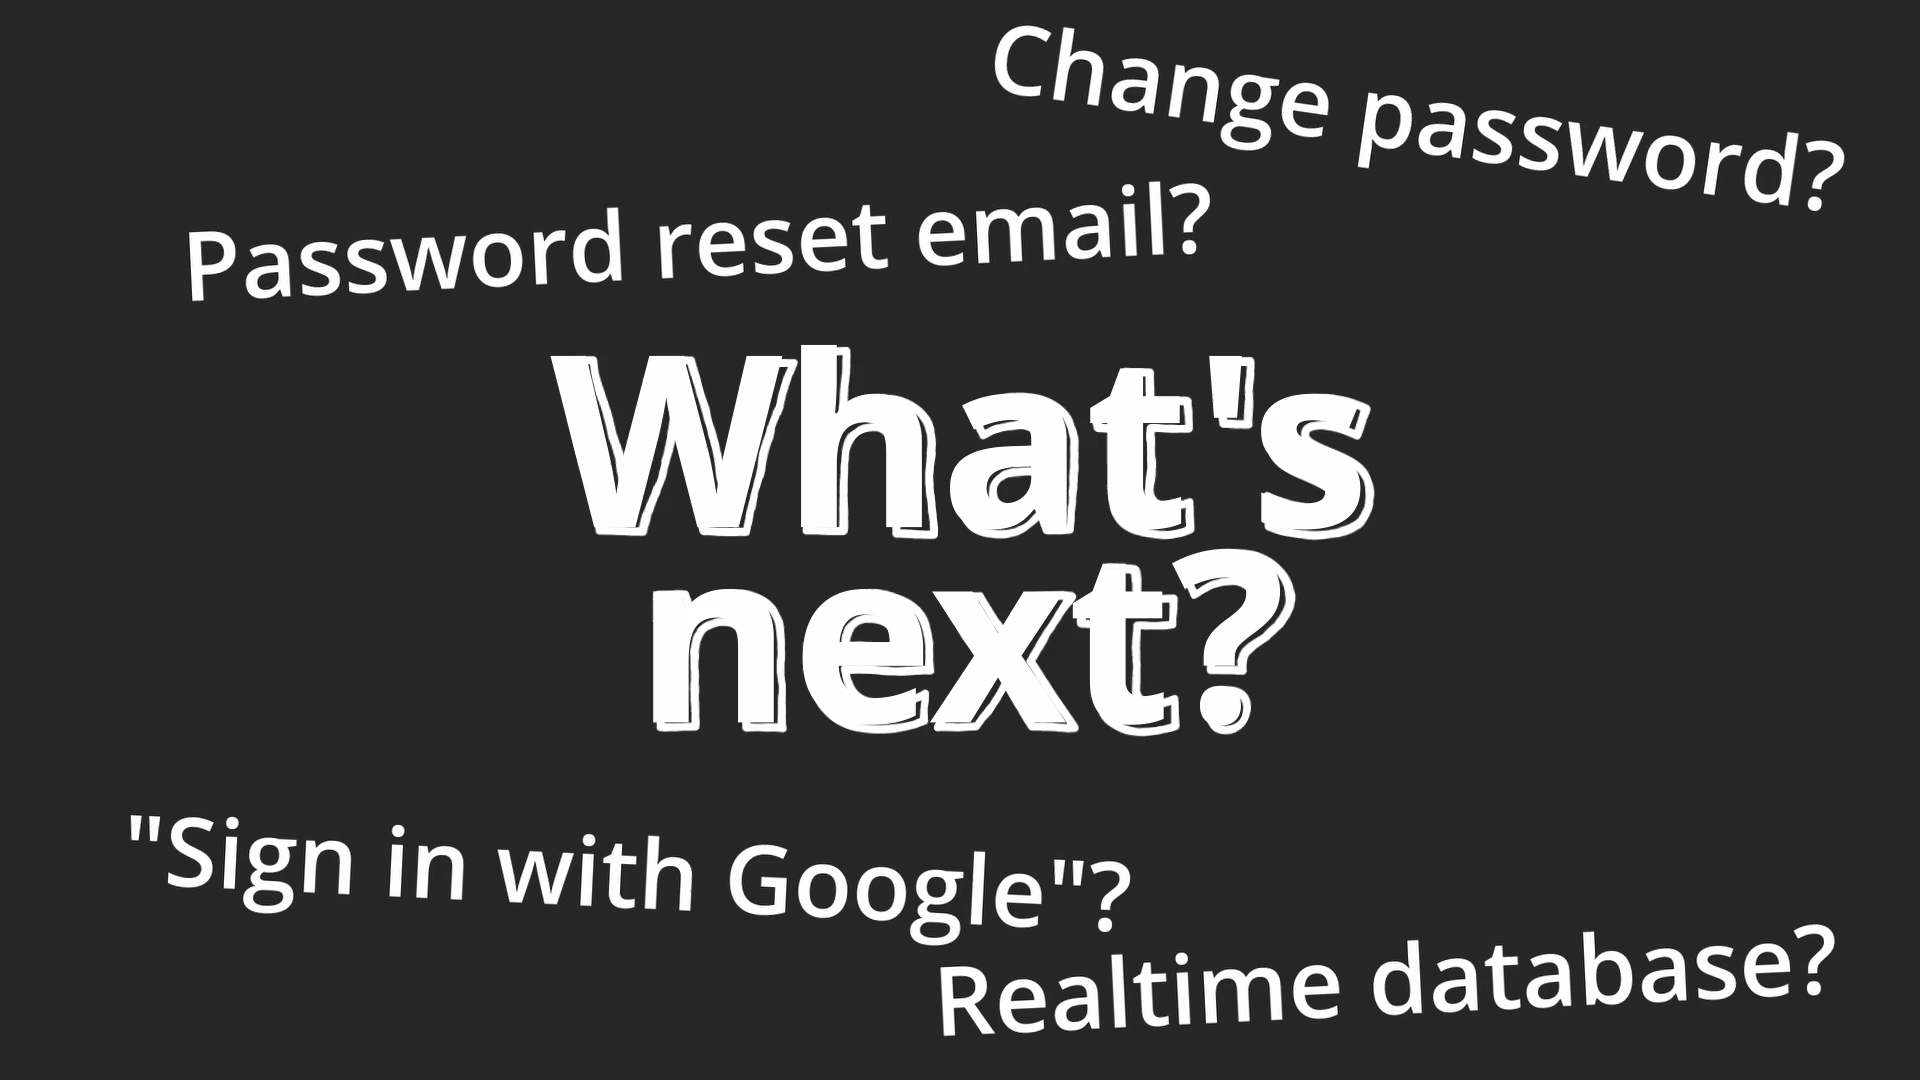 Change password?
Password reset email?
What's
next?
"Sign in with Google"?
Realtime database?